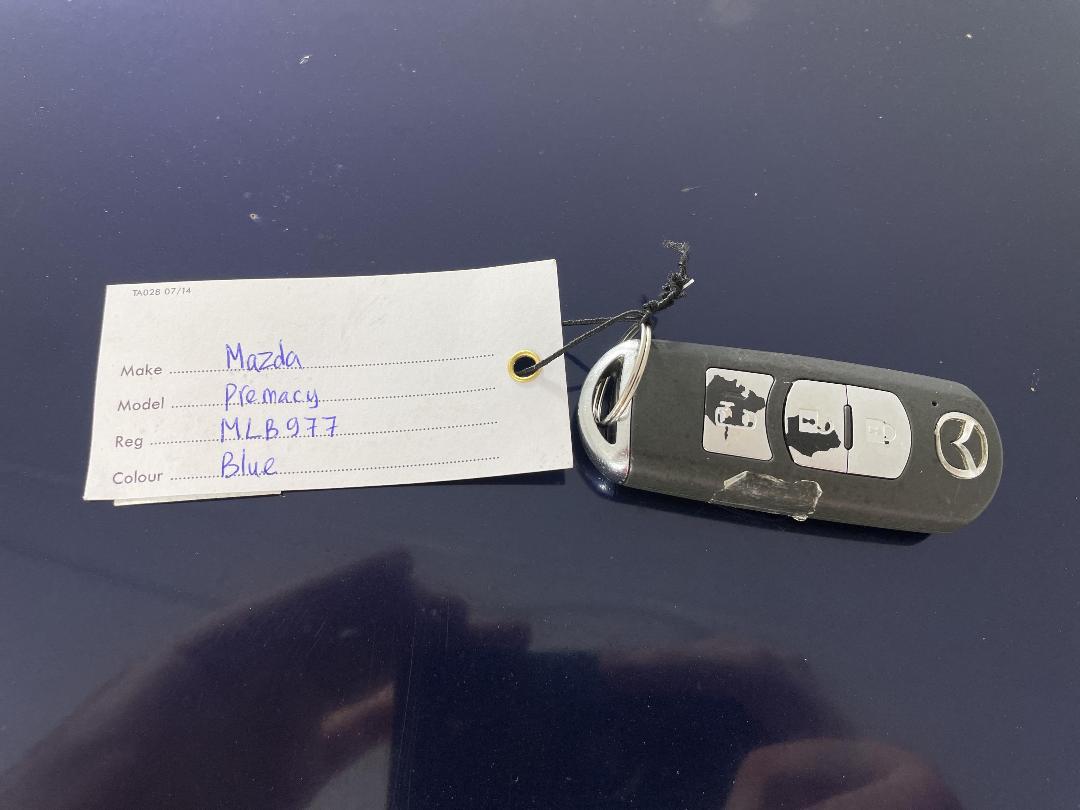 TA028 07/14
Make Mazda
Model Premacy
Reg MLB977
Colour Blue